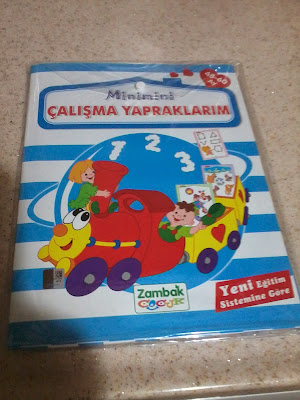 Minimini
ÇALIŞMA YAPRAKLARIM
1 2 3
Zambak
Yeni Eğitim
Sistemine Göre